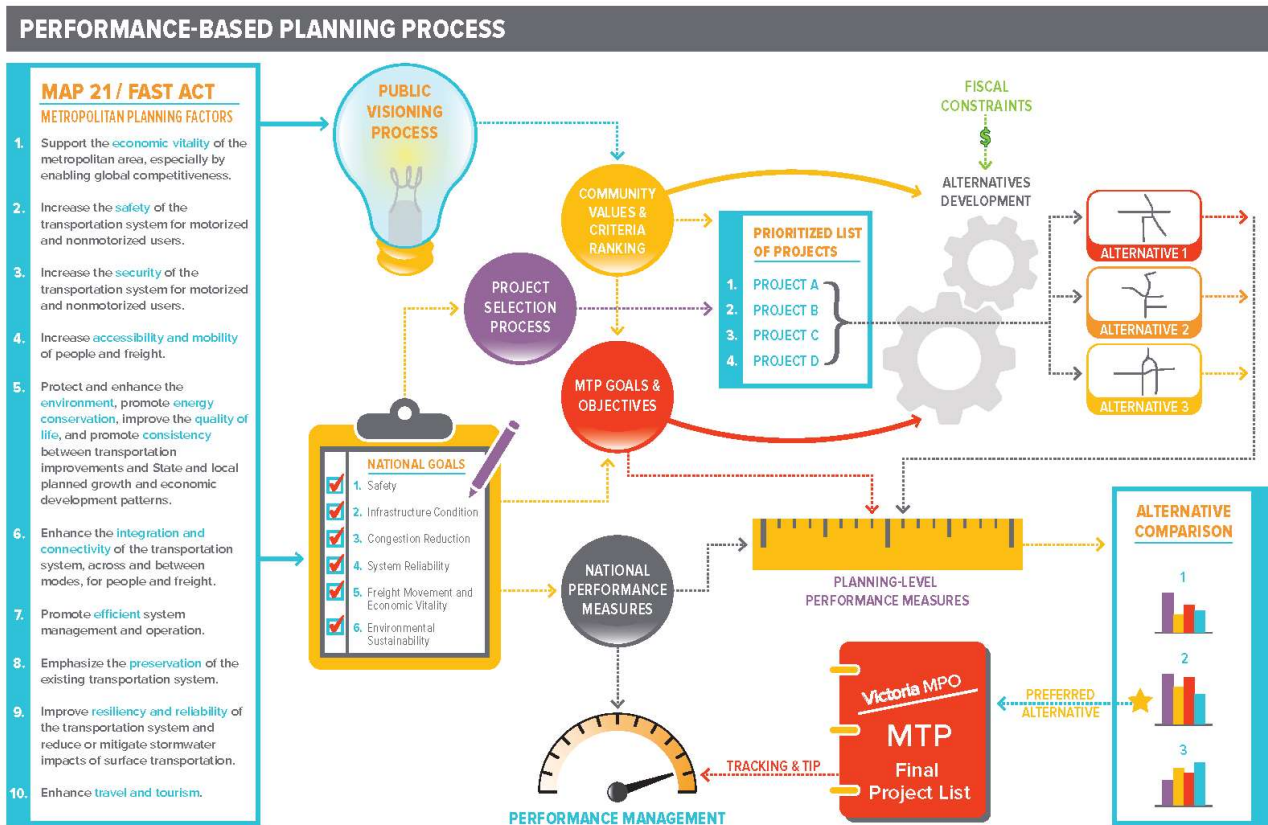 PERFORMANCE-BASED PLANNING PROCESS
MAP 21 / FAST ACT
METROPOLITAN PLANNING FACTORS
1. Support the economic vitality of the
metropolitan area, especially by
enabling global competitiveness.
2. Increase the safety of the
transportation system for motorized
and nonmotorized users.
3. Increase the security of the
transportation system for motorized
and nonmotorized users.
4. Increase accessibility and mobility
of people and freight.
5. Protect and enhance the
environment, promote energy
conservation, improve the quality of
life, and promote consistency
between transportation
improvements and State and local
planned growth and economic
development patterns.
6. Enhance the integration and
connectivity of the transportation
system, across and between
modes, for people and freight.
7. Promote efficient system
management and operation.
8. Emphasize the preservation of the
existing transportation system.
9. Improve resiliency and reliability of
the transportation system and
reduce or mitigate stormwater
impacts of surface transportation.
10. Enhance travel and tourism.
PUBLIC
VISIONING
PROCESS
COMMUNITY
VALUES &
CRITERIA
RANKING
PROJECT
SELECTION
PROCESS
MTP GOALS &
OBJECTIVES
NATIONAL GOALS
1. Safety
2. Infrastructure Condition
3. Congestion Reduction
4. System Reliability
5. Freight Movement and
Economic Vitality
6. Environmental
Sustainability
NATIONAL
PERFORMANCE
MEASURES
PRIORITIZED LIST
OF PROJECTS
1. PROJECT A
2. PROJECT B
3. PROJECT C
4. PROJECT D
FISCAL
CONSTRAINTS
$
ALTERNATIVES
DEVELOPMENT
ALTERNATIVE 1
ALTERNATIVE 2
ALTERNATIVE 3
PLANNING-LEVEL
PERFORMANCE MEASURES
ALTERNATIVE
COMPARISON
1
2
3
PREFERRED
ALTERNATIVE
Victoria MPO
MTP
Final
Project List
TRACKING & TIP
PERFORMANCE MANAGEMENT